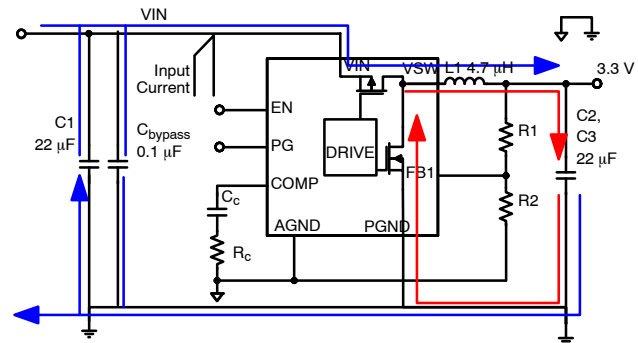 VIN
Input
Current
VIN
VSW
L1 4.7 μH
3.3 V
C1
22 μF
Cbypass
0.1 μF
EN
PG
COMP
DRIVE
FB1
R1
R2
C2,
C3
22 μF
Cc
Rc
AGND
PGND